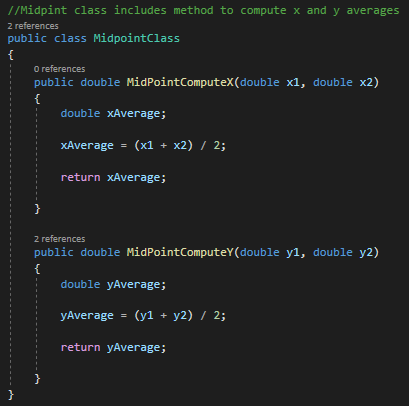 //Midpint class includes method to compute x and y averages
2 references
public class MidpointClass
{
0 references
public double MidPointComputeX(double x1, double x2)
{
double xAverage;
xAverage = (x1 + x2) / 2;
return xAverage;
}
2 references
public double MidPointComputeY(double y1, double y2)
{
double yAverage;
yAverage = (y1 + y2) / 2;
return yAverage;
}
}